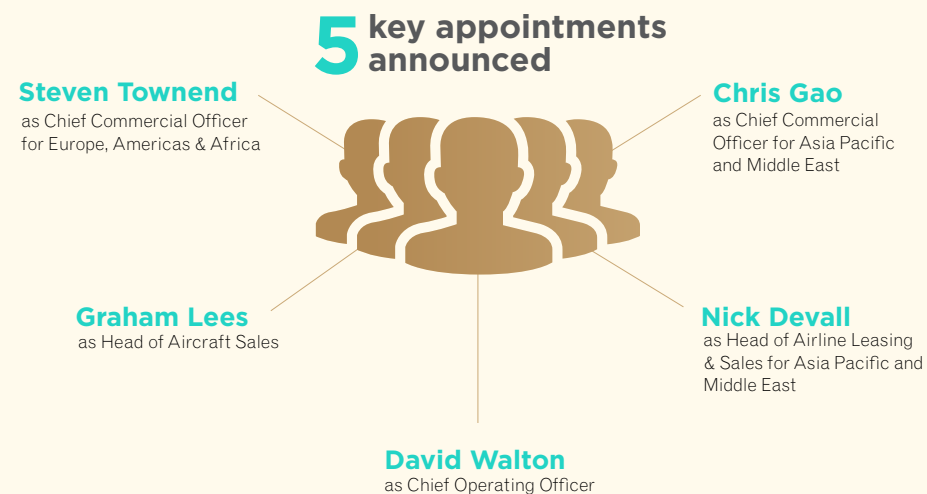 5 key appointments
announced
Steven Townend
as Chief Commercial Officer
for Europe, Americas & Africa
Chris Gao
as Chief Commercial
Officer for Asia Pacific
and Middle East
Graham Lees
as Head of Aircraft Sales
Nick Devall
as Head of Airline Leasing
& Sales for Asia Pacific and
Middle East
David Walton
as Chief Operating Officer